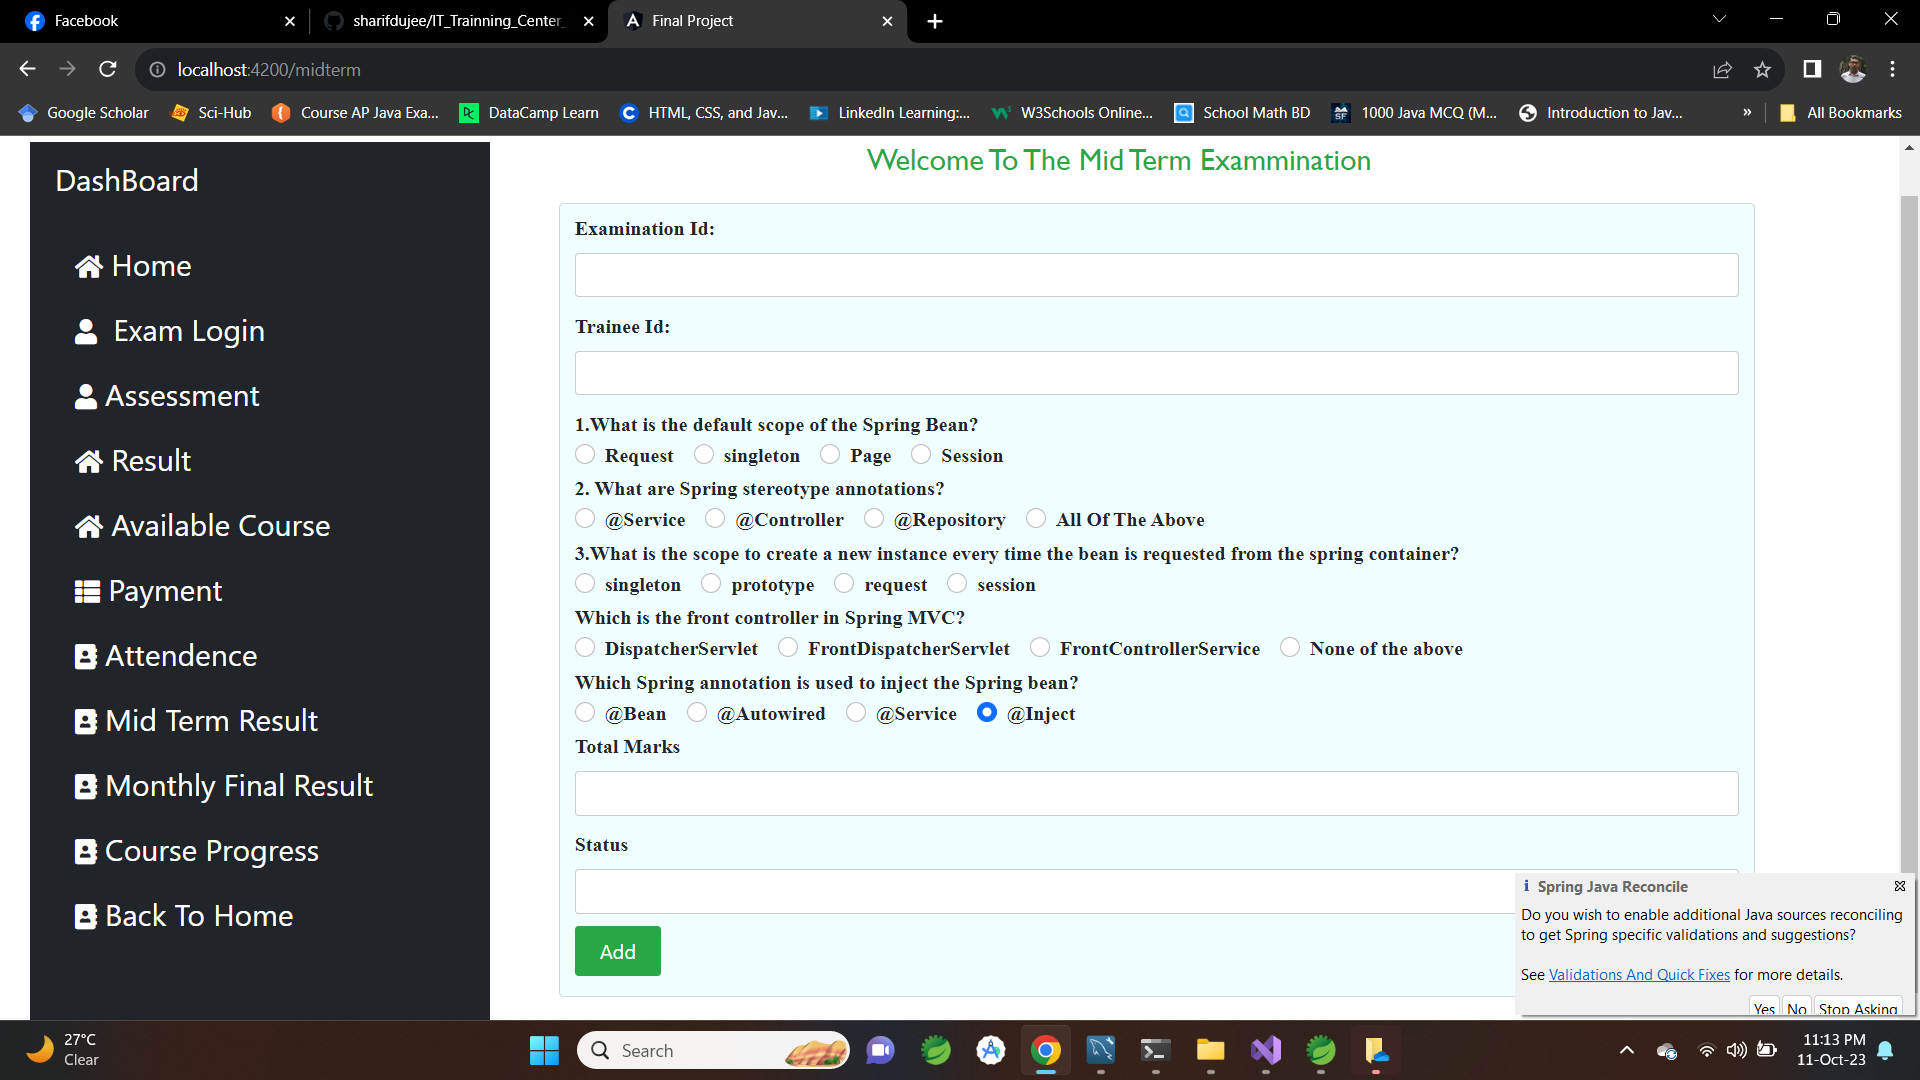 Facebook
sharifdujee/IT_Trainning_Center_
Final Project
localhost:4200/midterm
Google Scholar
Sci-Hub
Course AP Java Exa...
DataCamp Learn
HTML, CSS, and Jav...
LinkedIn Learning:...
W3Schools Online...
School Math BD
1000 Java MCQ (M...
Introduction to Jav...
»
All Bookmarks
DashBoard
Home
Exam Login
Assessment
Result
Available Course
Payment
Attendence
Mid Term Result
Monthly Final Result
Course Progress
Back To Home
Welcome To The Mid Term Exammination
Examination Id:
Trainee Id:
1.What is the default scope of the Spring Bean?
Request singleton Page Session
2. What are Spring stereotype annotations?
@Service @Controller @Repository All Of The Above
3.What is the scope to create a new instance every time the bean is requested from the spring container?
singleton prototype request session
Which is the front controller in Spring MVC?
DispatcherServlet FrontDispatcherServlet FrontControllerService None of the above
Which Spring annotation is used to inject the Spring bean?
@Bean @Autowired @Service @Inject
Total Marks
Status
Add
Spring Java Reconcile
Do you wish to enable additional Java sources reconciling
to get Spring specific validations and suggestions?
See Validations And Quick Fixes for more details.
Yes No Stop Asking
27°C
Clear
Search
11:13 PM
11-Oct-23